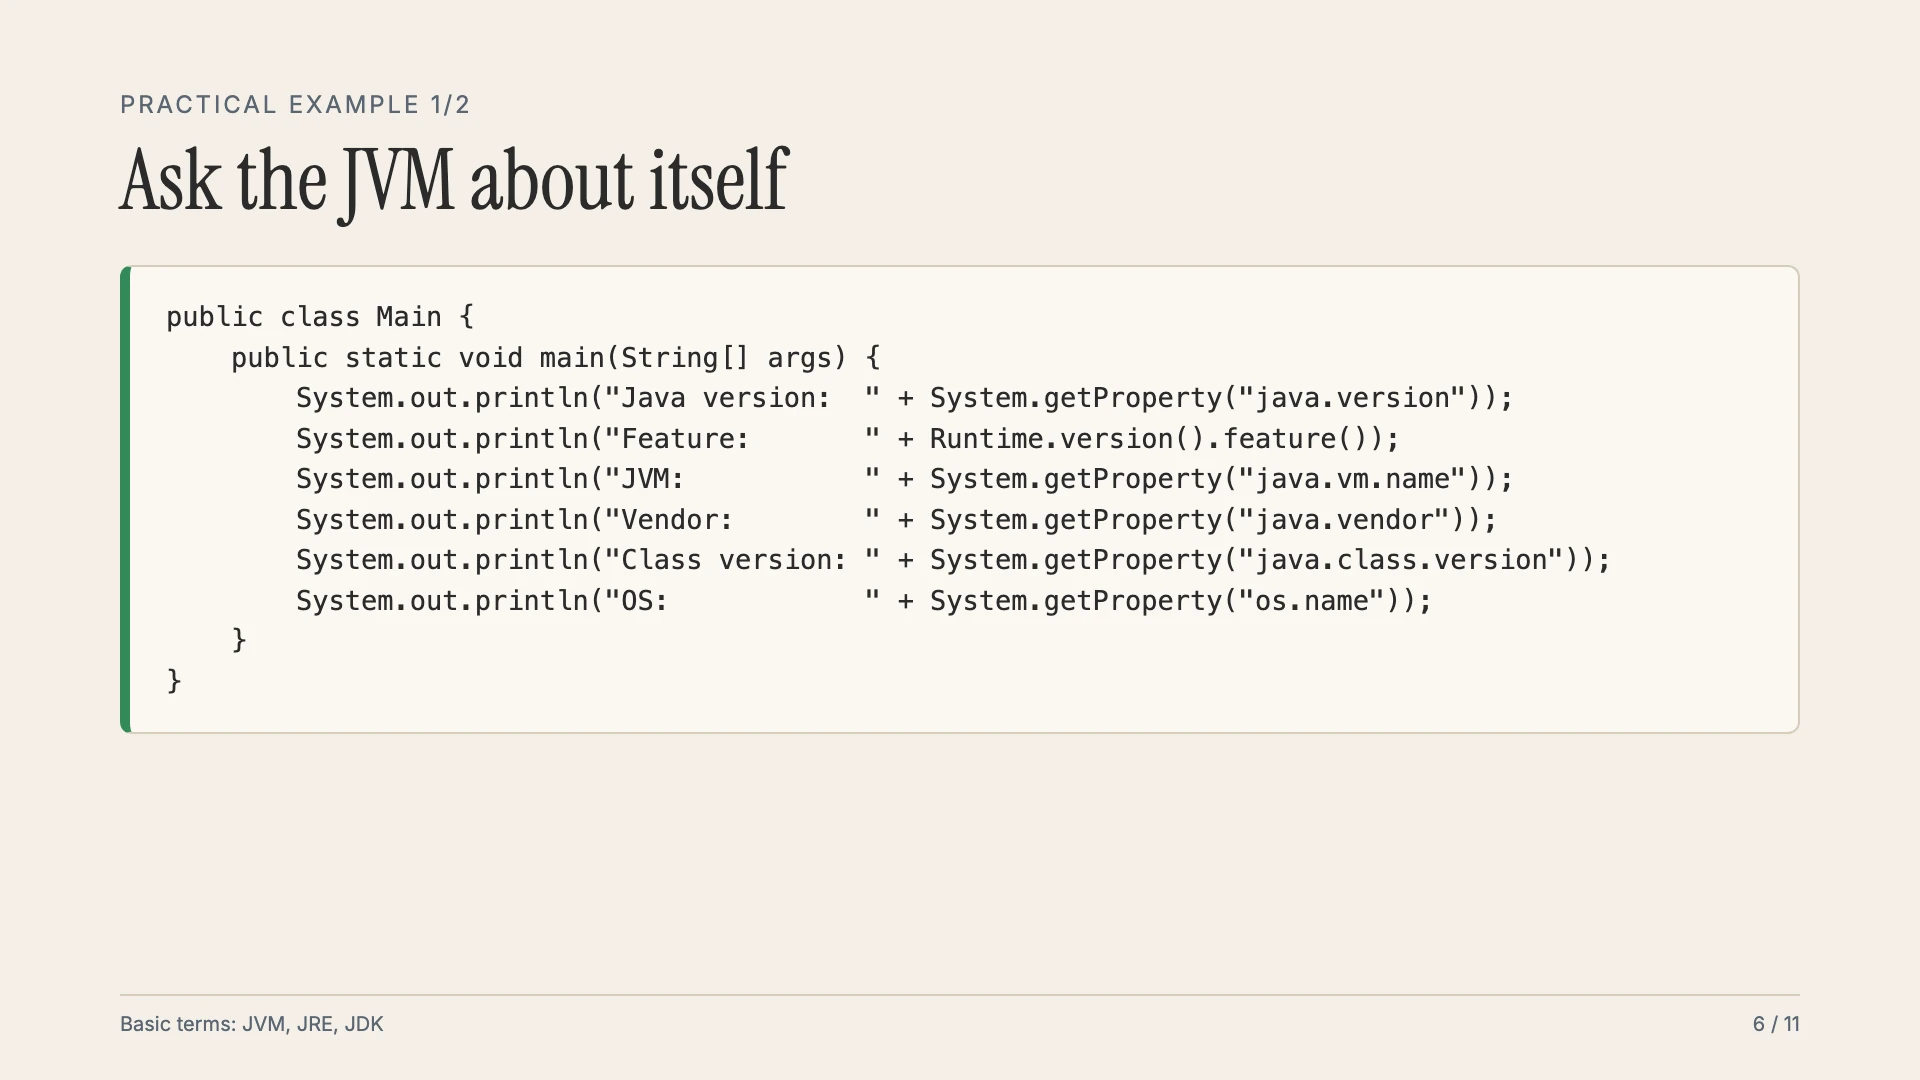 PRACTICAL EXAMPLE 1/2
Ask the JVM about itself
public class Main {
    public static void main(String[] args) {
        System.out.println("Java version:  " + System.getProperty("java.version"));
        System.out.println("Feature:       " + Runtime.version().feature());
        System.out.println("JVM:           " + System.getProperty("java.vm.name"));
        System.out.println("Vendor:        " + System.getProperty("java.vendor"));
        System.out.println("Class version: " + System.getProperty("java.class.version"));
        System.out.println("OS:            " + System.getProperty("os.name"));
    }
}
Basic terms: JVM, JRE, JDK
6 / 11